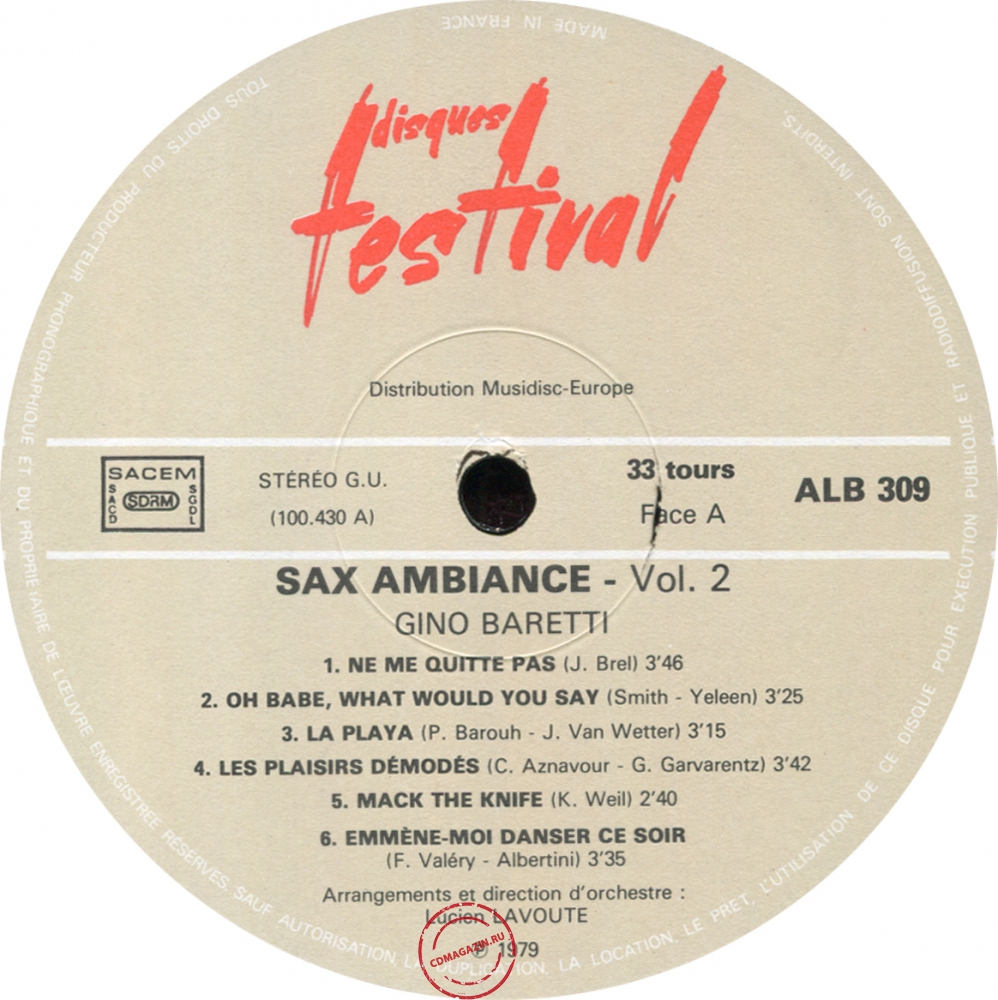 MADE IN FRANCE
TOUS DROITS DU PRODUCTEUR PHONOGRAPHIQUE ET DU PROPRIETAIRE DE L'ŒUVRE ENREGISTREE RÉSERVES. SAUF AUTORISATION, LA DUPLICATION, LA LOCATION, LE PRET, L'UTILISATION DE CE DISQUE POUR EXECUTION PUBLIQUE ET RADIODIFFUSION SONT INTERDITS.
disques
festival
Distribution Musidisc-Europe
SACEM
SACD
SDRM
SGDL
STÉRÉO G.U.
(100.430 A)
33 tours
Face A
ALB 309
SAX AMBIANCE - Vol. 2
GINO BARETTI
1. NE ME QUITTE PAS (J. Brel) 3'46
2. OH BABE, WHAT WOULD YOU SAY (Smith - Yeleen) 3'25
3. LA PLAYA (P. Barouh - J. Van Wetter) 3'15
4. LES PLAISIRS DÉMODÉS (C. Aznavour - G. Garvarentz) 3'42
5. MACK THE KNIFE (K. Weil) 2'40
6. EMMÈNE-MOI DANSER CE SOIR
(F. Valéry - Albertini) 3'35
Arrangements et direction d'orchestre :
Lucien LAVOUTE
℗ 1979
CDMAGAZIN.RU